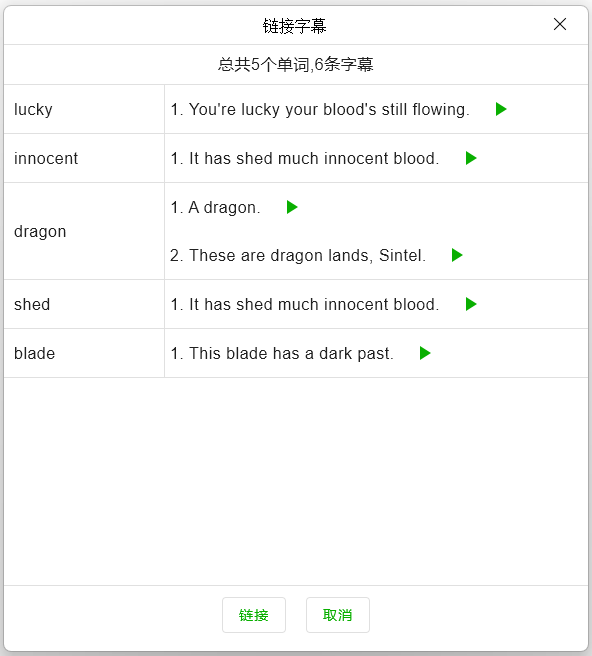 链接字幕
总共5个单词,6条字幕
lucky
1. You're lucky your blood's still flowing.
innocent
1. It has shed much innocent blood.
dragon
1. A dragon.
2. These are dragon lands, Sintel.
shed
1. It has shed much innocent blood.
blade
1. This blade has a dark past.
链接
取消